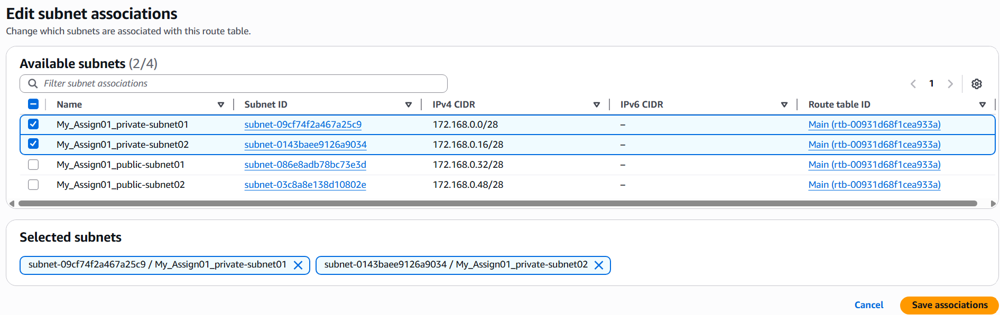 Edit subnet associations
Change which subnets are associated with this route table.
Available subnets (2/4)
Filter subnet associations
1
Name Subnet ID IPv4 CIDR IPv6 CIDR Route table ID
My_Assign01_private-subnet01 subnet-09cf74f2a467a25c9 172.168.0.0/28 – Main (rtb-00931d68f1cea933a)
My_Assign01_private-subnet02 subnet-0143baee9126a9034 172.168.0.16/28 – Main (rtb-00931d68f1cea933a)
My_Assign01_public-subnet01 subnet-086e8adb78bc73e3d 172.168.0.32/28 – Main (rtb-00931d68f1cea933a)
My_Assign01_public-subnet02 subnet-03c8a8e138d10802e 172.168.0.48/28 – Main (rtb-00931d68f1cea933a)
Selected subnets
subnet-09cf74f2a467a25c9 / My_Assign01_private-subnet01 subnet-0143baee9126a9034 / My_Assign01_private-subnet02
Cancel Save associations